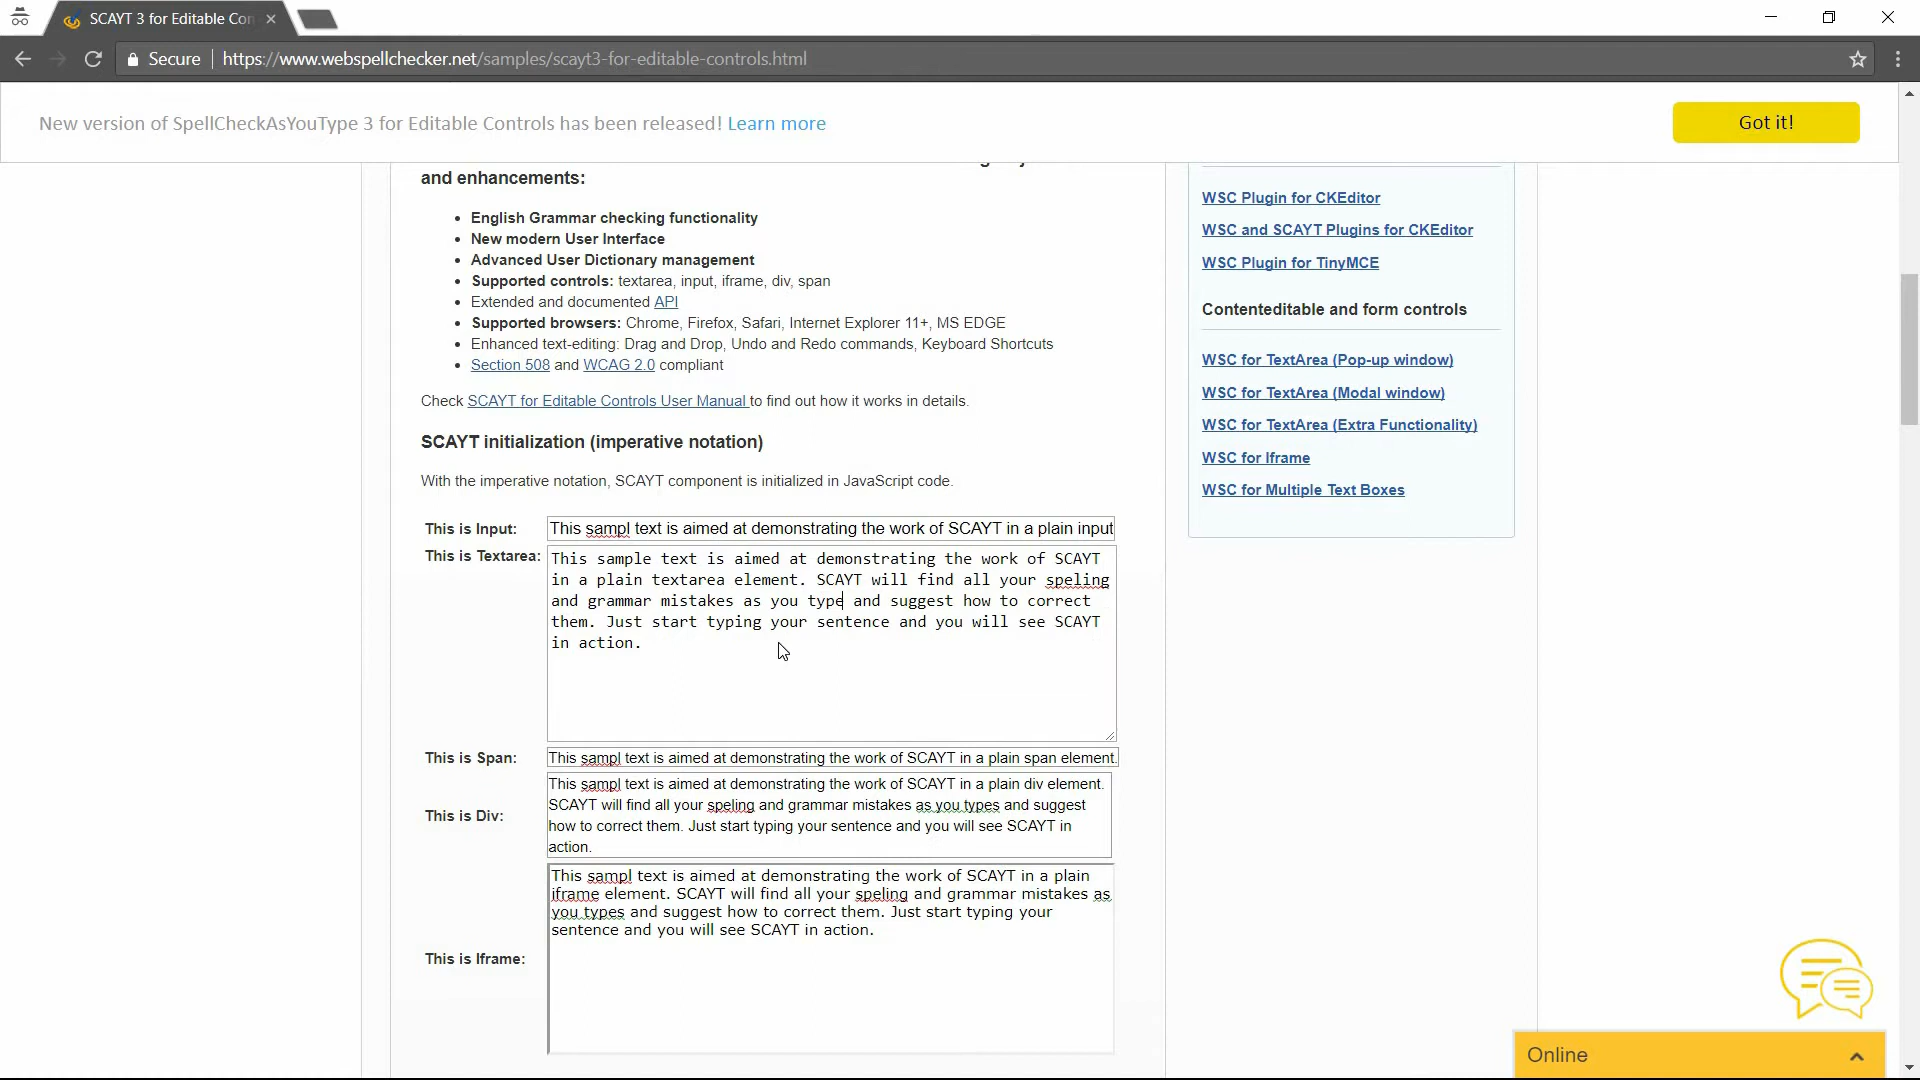 SCAYT 3 for Editable Con
Secure
https://www.webspellchecker.net/samples/scayt3-for-editable-controls.html
New version of SpellCheckAsYouType 3 for Editable Controls has been released! Learn more
Got it!
and enhancements:
• English Grammar checking functionality
• New modern User Interface
• Advanced User Dictionary management
• Supported controls: textarea, input, iframe, div, span
• Extended and documented API
• Supported browsers: Chrome, Firefox, Safari, Internet Explorer 11+, MS EDGE
• Enhanced text-editing: Drag and Drop, Undo and Redo commands, Keyboard Shortcuts
• Section 508 and WCAG 2.0 compliant
Check SCAYT for Editable Controls User Manual to find out how it works in details.
SCAYT initialization (imperative notation)
With the imperative notation, SCAYT component is initialized in JavaScript code.
This is Input:
This sampl text is aimed at demonstrating the work of SCAYT in a plain input
This is Textarea:
This sample text is aimed at demonstrating the work of SCAYT
in a plain textarea element. SCAYT will find all your speling
and grammar mistakes as you type and suggest how to correct
them. Just start typing your sentence and you will see SCAYT
in action.
This is Span:
This sampl text is aimed at demonstrating the work of SCAYT in a plain span element.
This is Div:
This sampl text is aimed at demonstrating the work of SCAYT in a plain div element.
SCAYT will find all your speling and grammar mistakes as you types and suggest
how to correct them. Just start typing your sentence and you will see SCAYT in
action.
This is Iframe:
This sampl text is aimed at demonstrating the work of SCAYT in a plain
iframe element. SCAYT will find all your speling and grammar mistakes as
you types and suggest how to correct them. Just start typing your
sentence and you will see SCAYT in action.
WSC Plugin for CKEditor
WSC and SCAYT Plugins for CKEditor
WSC Plugin for TinyMCE
Contenteditable and form controls
WSC for TextArea (Pop-up window)
WSC for TextArea (Modal window)
WSC for TextArea (Extra Functionality)
WSC for Iframe
WSC for Multiple Text Boxes
Online